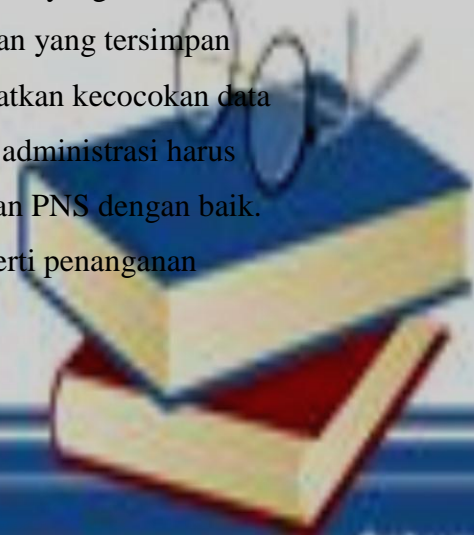 an yang tersimpan
atkan kecocokan data
administrasi harus
an PNS dengan baik.
erti penanganan